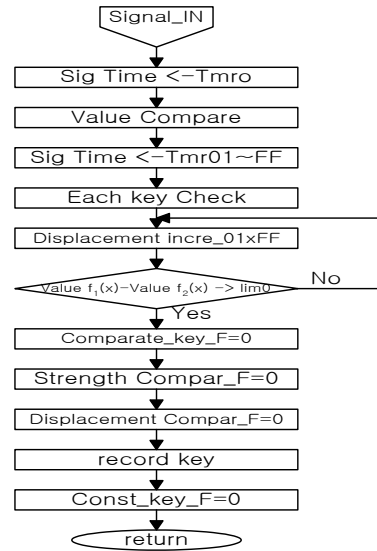 Signal_IN
Sig Time <-Tmro
Value Compare
Sig Time <-Tmr01~FF
Each key Check
Displacement incre_01xFF
Value f₁(x)-Value f₂(x) -> lim0
No
Yes
Comparate_key_F=0
Strength Compar_F=0
Displacement Compar_F=0
record key
Const_key_F=0
return